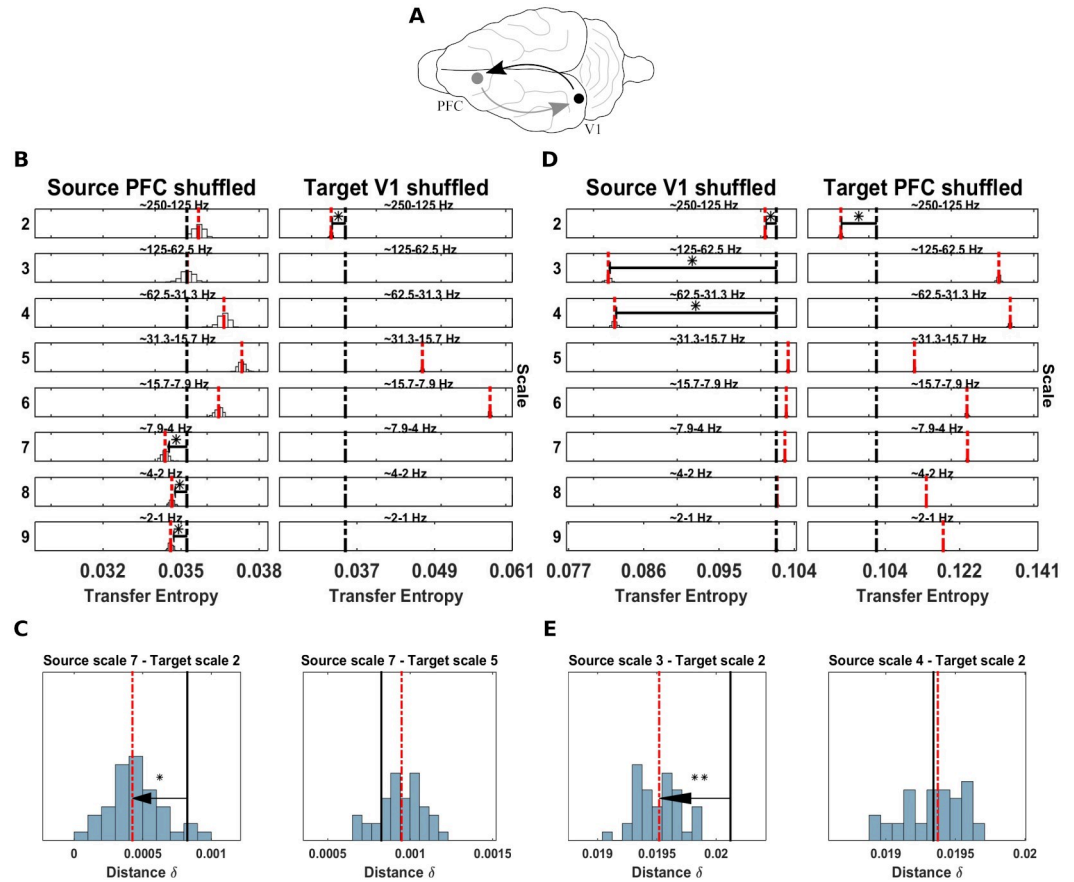 A
PFC
V1
B
Source PFC shuffled
Target V1 shuffled
2
~250-125 Hz
*
~250-125 Hz
3
~125-62.5 Hz
~125-62.5 Hz
4
~62.5-31.3 Hz
~62.5-31.3 Hz
5
~31.3-15.7 Hz
~31.3-15.7 Hz
6
~15.7-7.9 Hz
~15.7-7.9 Hz
7
~7.9-4 Hz
*
~7.9-4 Hz
8
~4-2 Hz
*
~4-2 Hz
9
~2-1 Hz
*
~2-1 Hz
0.032 0.035 0.038
0.037 0.049 0.061
Transfer Entropy
Transfer Entropy
Scale
D
Source V1 shuffled
Target PFC shuffled
2
~250-125 Hz
*
~250-125 Hz
*
3
~125-62.5 Hz
*
~125-62.5 Hz
4
~62.5-31.3 Hz
*
~62.5-31.3 Hz
5
~31.3-15.7 Hz
~31.3-15.7 Hz
6
~15.7-7.9 Hz
~15.7-7.9 Hz
7
~7.9-4 Hz
~7.9-4 Hz
8
~4-2 Hz
~4-2 Hz
9
~2-1 Hz
~2-1 Hz
0.077 0.086 0.095 0.104
0.104 0.122 0.141
Transfer Entropy
Transfer Entropy
Scale
C
Source scale 7 - Target scale 2
*
0 0.0005 0.001
Distance δ
Source scale 7 - Target scale 5
0.0005 0.001 0.0015
Distance δ
E
Source scale 3 - Target scale 2
**
0.019 0.0195 0.02
Distance δ
Source scale 4 - Target scale 2
0.019 0.0195 0.02
Distance δ